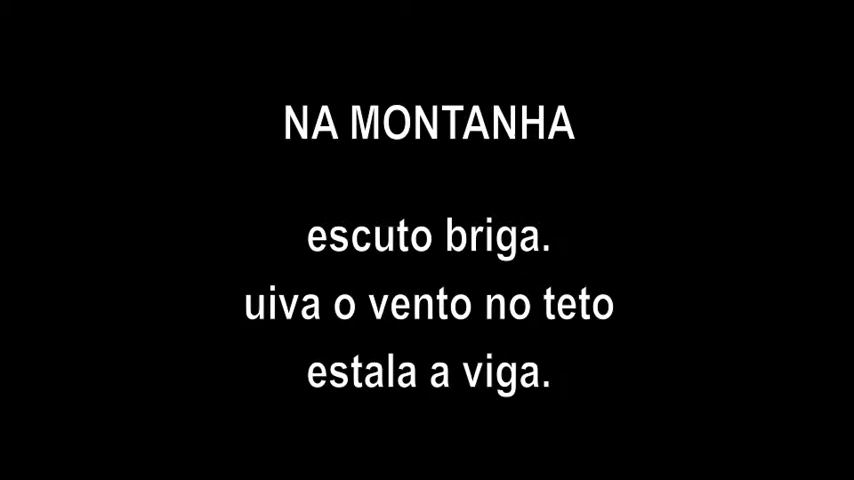 NA MONTANHA
escuto briga.
uiva o vento no teto
estala a viga.